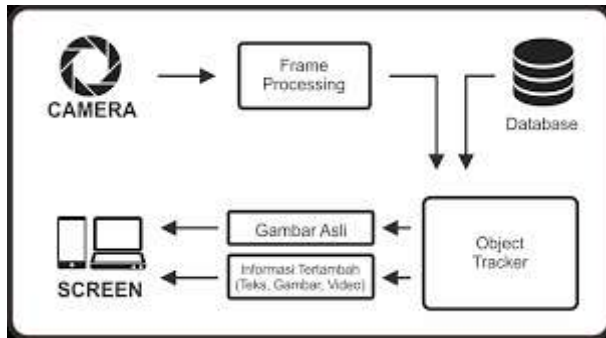 CAMERA
Frame
Processing
Database
Gambar Asli
Informasi Tertambah
(Teks, Gambar, Video)
Object
Tracker
SCREEN